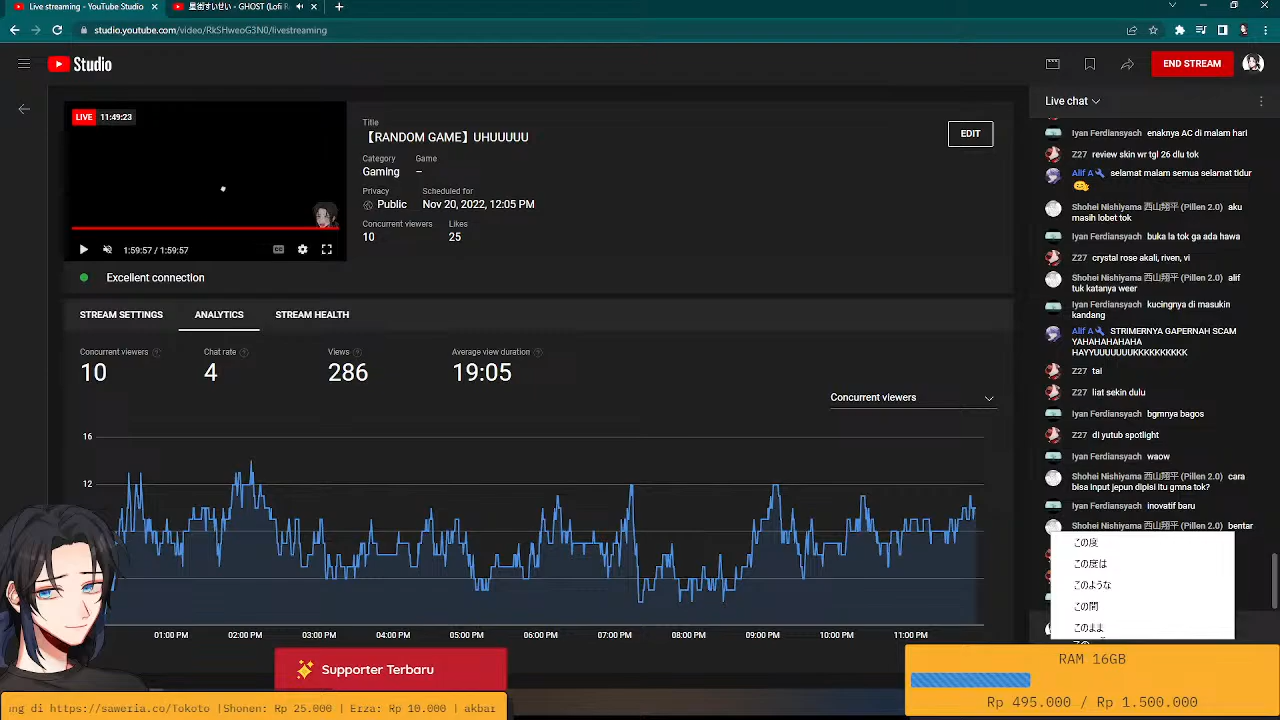 Live streaming - YouTube Studio
星街すいせい - GHOST (Lofi R
studio.youtube.com/video/RkSHweoG3N0/livestreaming
Studio
END STREAM
LIVE
11:49:23
1:59:57 / 1:59:57
Title
【RANDOM GAME】UHUUUUU
EDIT
Category
Game
Gaming
–
Privacy
Scheduled for
Public
Nov 20, 2022, 12:05 PM
Concurrent viewers
Likes
10
25
Excellent connection
STREAM SETTINGS
ANALYTICS
STREAM HEALTH
Concurrent viewers
Chat rate
Views
Average view duration
10
4
286
19:05
Concurrent viewers
16
12
01:00 PM
02:00 PM
03:00 PM
04:00 PM
05:00 PM
06:00 PM
07:00 PM
08:00 PM
09:00 PM
10:00 PM
11:00 PM
Live chat
Iyan Ferdiansyach enaknya AC di malam hari
Z27 review skin wr tgl 26 dlu tok
Alif A selamat malam semua selamat tidur
Shohei Nishiyama 西山翔平 (Pillen 2.0) aku
masih lobet tok
Iyan Ferdiansyach buka la tok ga ada hawa
Z27 crystal rose akali, riven, vi
Shohei Nishiyama 西山翔平 (Pillen 2.0) alif
tuk katanya weer
Iyan Ferdiansyach kucingnya di masukin
kandang
Alif A STRIMERNYA GAPERNAH SCAM
YAHAHAHAHAHA
HAYYUUUUUUKKKKKKKKKK
Z27 tai
Z27 liat sekin dulu
Iyan Ferdiansyach bgmnya bagos
Z27 di yutub spotlight
Iyan Ferdiansyach waow
Shohei Nishiyama 西山翔平 (Pillen 2.0) cara
bisa input jepun dipisi itu gmna tok?
Iyan Ferdiansyach inovatif baru
Shohei Nishiyama 西山翔平 (Pillen 2.0) bentar
この度
この度は
このような
この間
このまま
Supporter Terbaru
ung di https://saweria.co/Tokoto |Shonen: Rp 25.000 | Erza: Rp 10.000 | akbar
RAM 16GB
Rp 495.000 / Rp 1.500.000